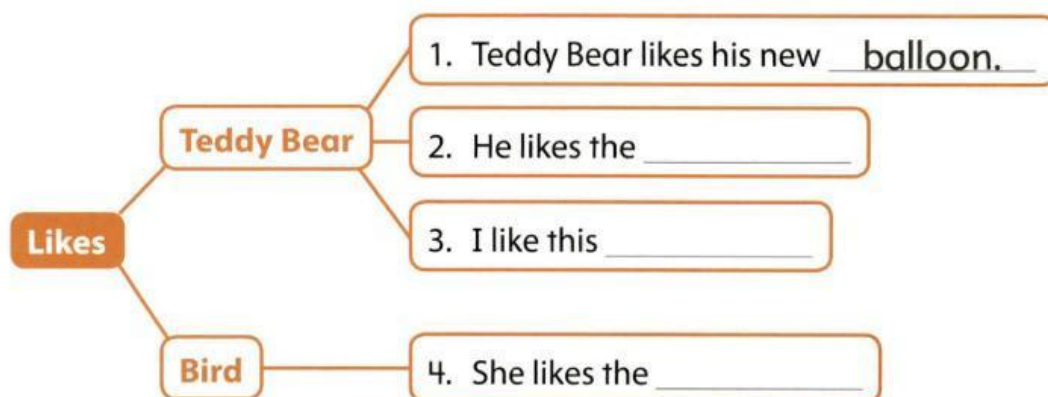 1. Teddy Bear likes his new balloon.
Teddy Bear
2. He likes the
3. I like this
Likes
Bird
4. She likes the